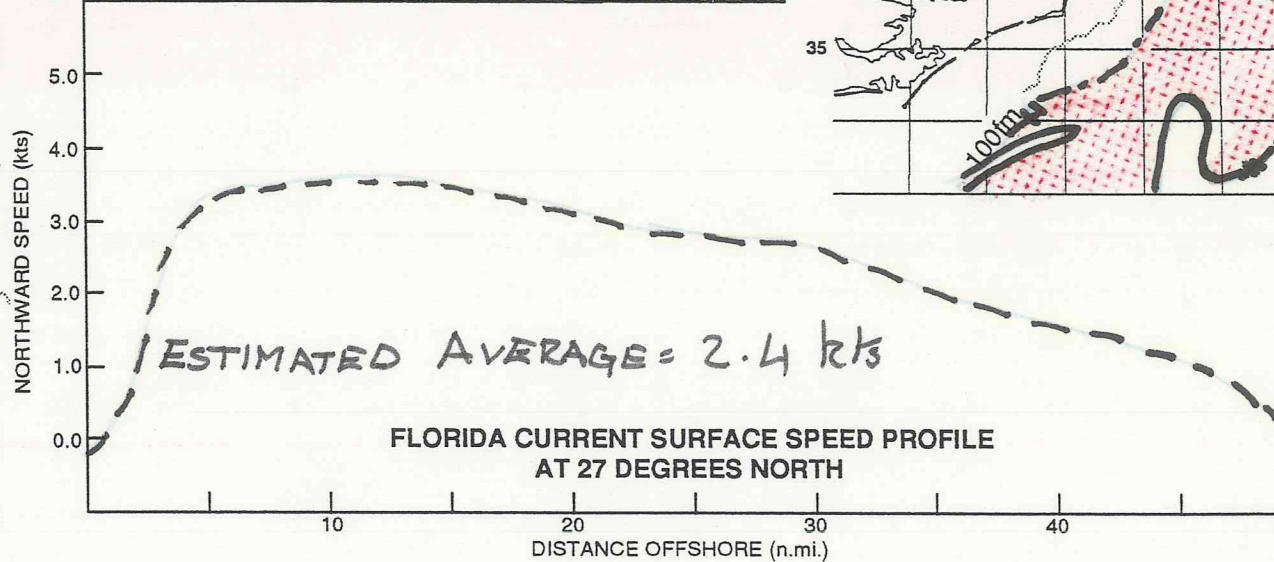 35
100fm
5.0
4.0
3.0
2.0
1.0
0.0
NORTHWARD SPEED (kts)
ESTIMATED AVERAGE = 2.4 kts
FLORIDA CURRENT SURFACE SPEED PROFILE
AT 27 DEGREES NORTH
10
20
30
40
DISTANCE OFFSHORE (n.mi.)